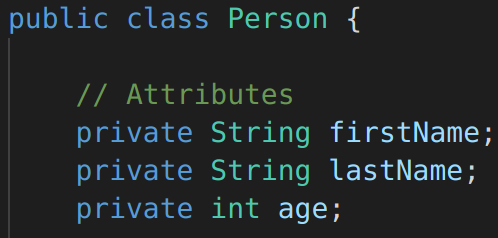 public class Person {
// Attributes
private String firstName;
private String lastName;
private int age;